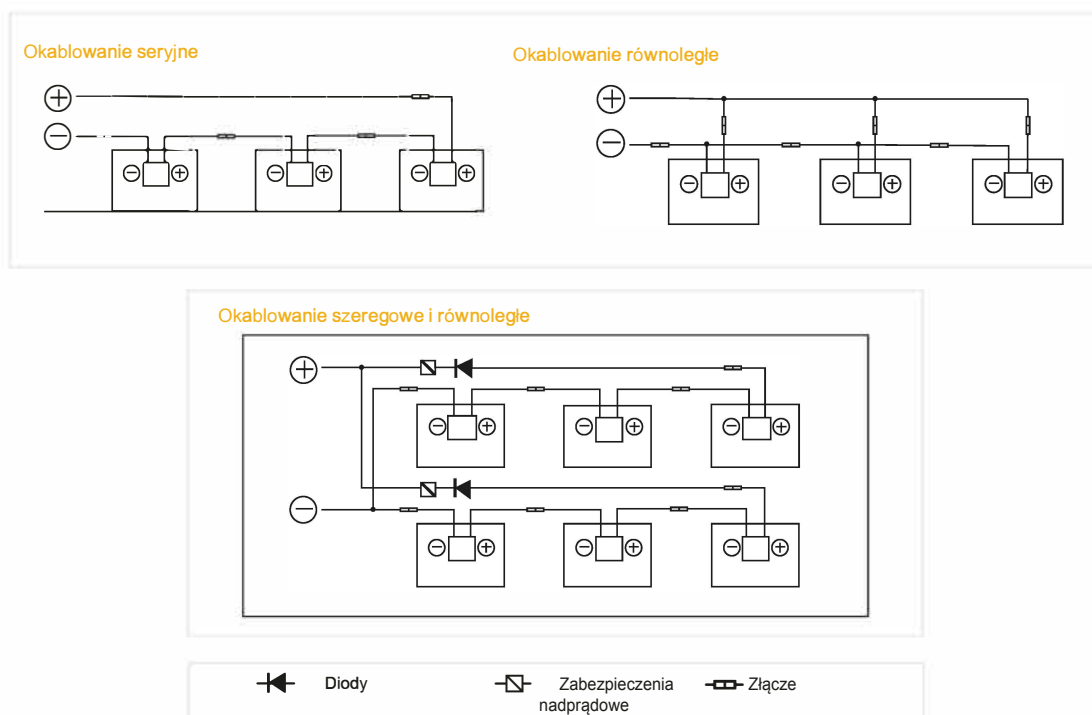 Okablowanie seryjne
Okablowanie równoległe
Okablowanie szeregowe i równoległe
Diody
Zabezpieczenia
nadprądowe
Złącze